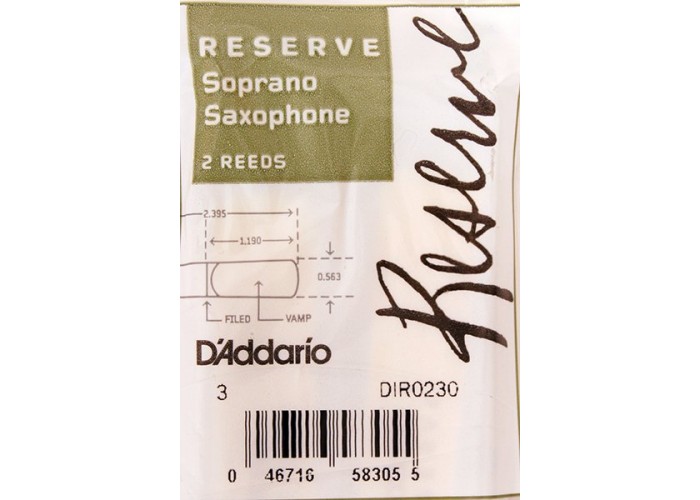 RESERVE
Soprano
Saxophone
2 REEDS
Reserve
2.395
1.190
0.563
FILED
VAMP
D'Addario
3
DIR0230
0 46716 58305 5